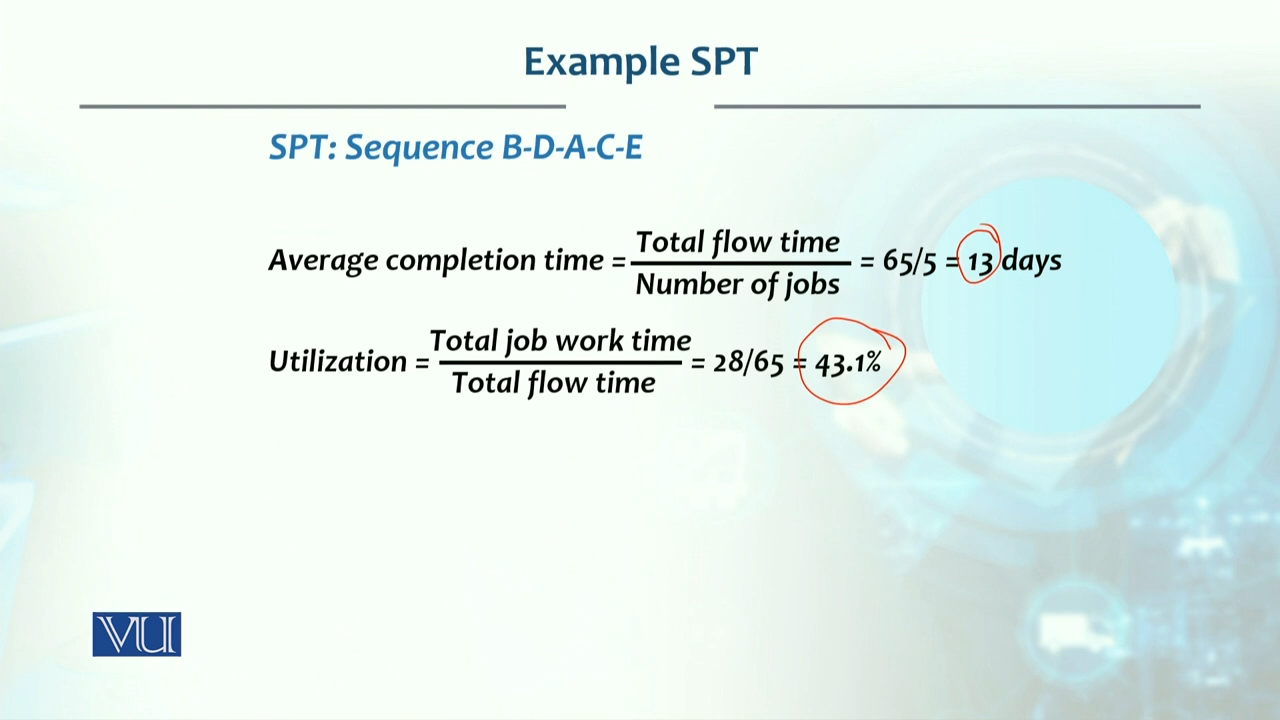 Example SPT
SPT: Sequence B-D-A-C-E
Average completion time = Total flow time / Number of jobs = 65/5 = 13 days
Utilization = Total job work time / Total flow time = 28/65 = 43.1%
VU